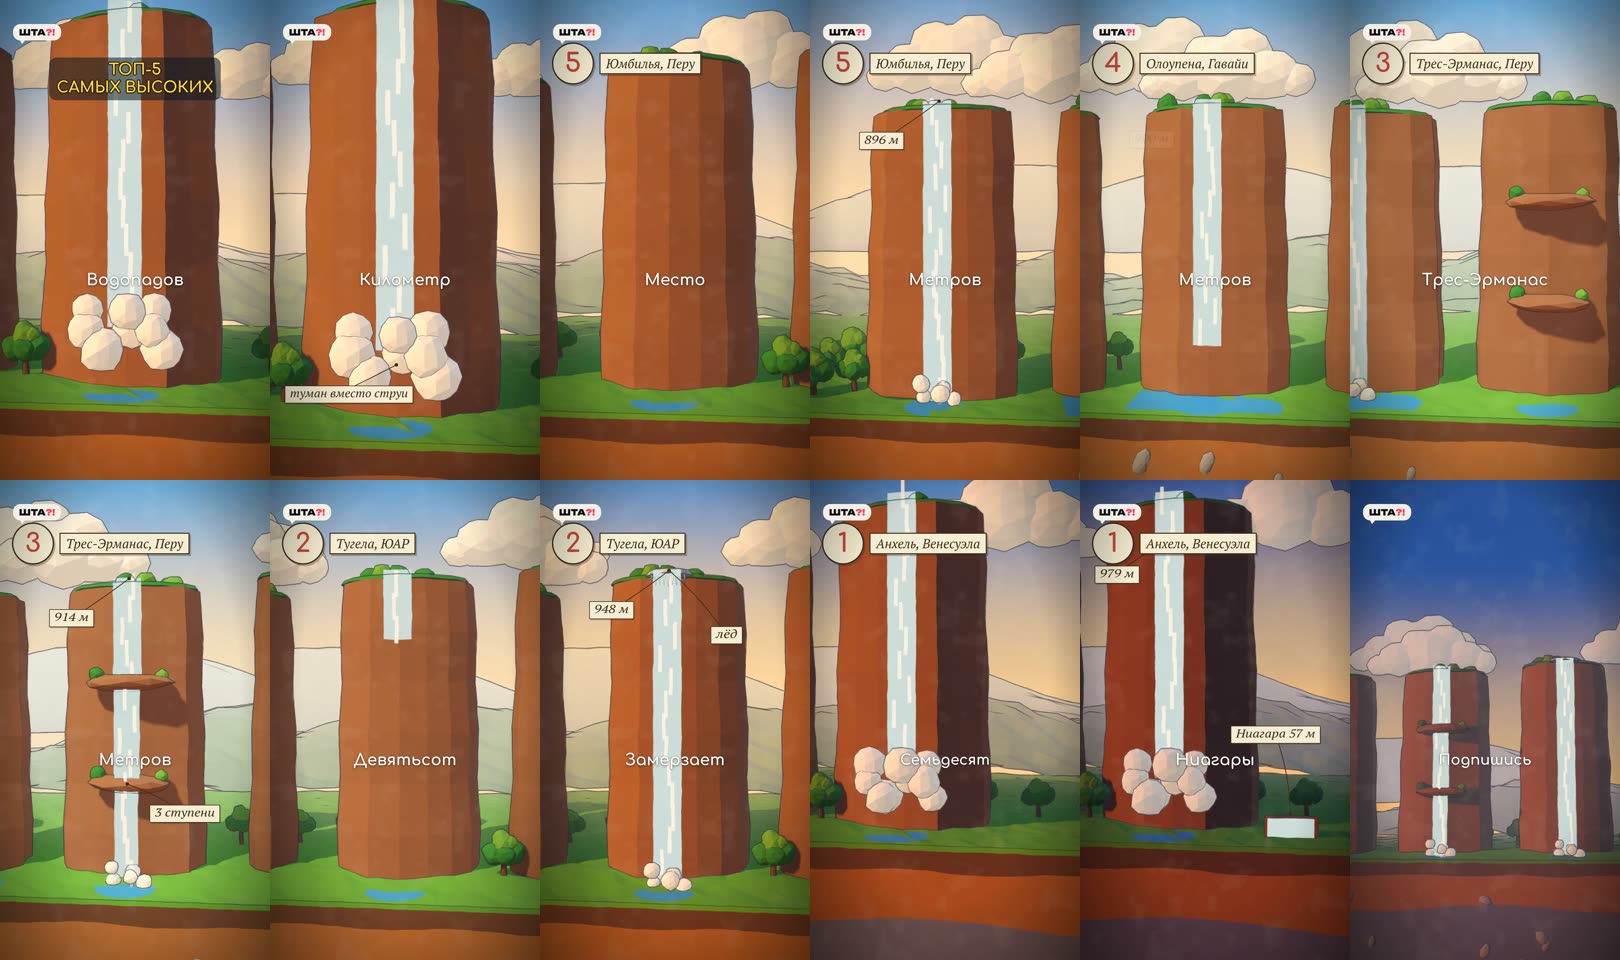 ШТА?!
ТОП-5
САМЫХ ВЫСОКИХ
Водопадов
ШТА?!
Километр
туман вместо струи
ШТА?!
5
Юмбилья, Перу
Место
ШТА?!
5
Юмбилья, Перу
896 м
Метров
ШТА?!
4
Олоупена, Гавайи
Метров
ШТА?!
3
Трес-Эрманас, Перу
Трес-Эрманас
ШТА?!
3
Трес-Эрманас, Перу
914 м
Метров
3 ступени
ШТА?!
2
Тугела, ЮАР
Девятьсот
ШТА?!
2
Тугела, ЮАР
948 м
лёд
Замерзает
ШТА?!
1
Анхель, Венесуэла
Семьдесят
ШТА?!
1
Анхель, Венесуэла
979 м
Ниагара 57 м
Ниагары
ШТА?!
Подпишись